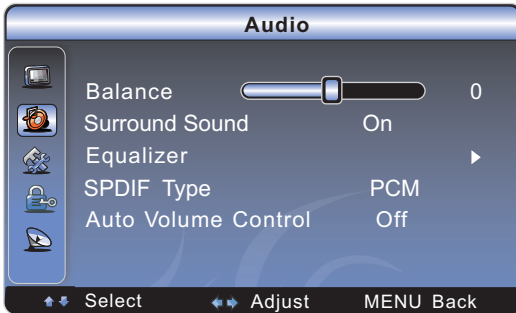 Audio
Balance 0
Surround Sound On
Equalizer
SPDIF Type PCM
Auto Volume Control Off
Select Adjust MENU Back